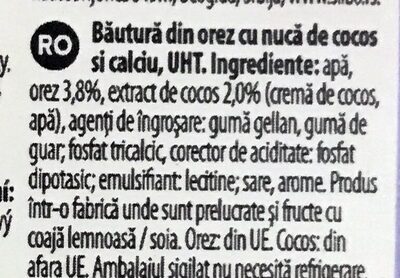 RO Băutură din orez cu nucă de cocos
si calciu, UHT. Ingrediente: apă,
orez 3,8%, extract de cocos 2,0% (cremă de cocos,
apă), agenți de îngroșare: gumă gellan, gumă de
guar; fosfat tricalcic, corector de aciditate: fosfat
dipotasic; emulsifiant: lecitine; sare, arome. Produs
într-o fabrică unde sunt prelucrate și fructe cu
coajă lemnoasă / soia. Orez: din UE. Cocos: din
afara UE. Ambalajul sigilat nu necesită refrigerare